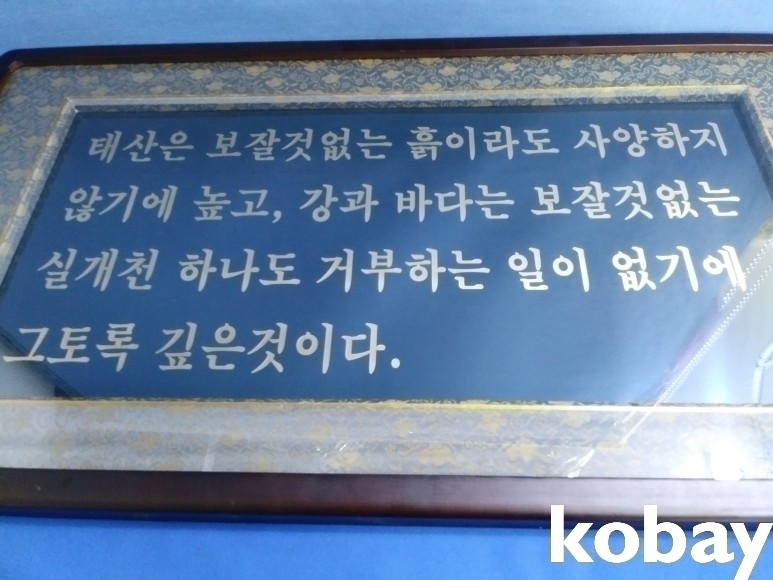 태산은 보잘것없는 흙이라도 사양하지
않기에 높고, 강과 바다는 보잘것없는
실개천 하나도 거부하는 일이 없기에
그토록 깊은것이다.
kobay